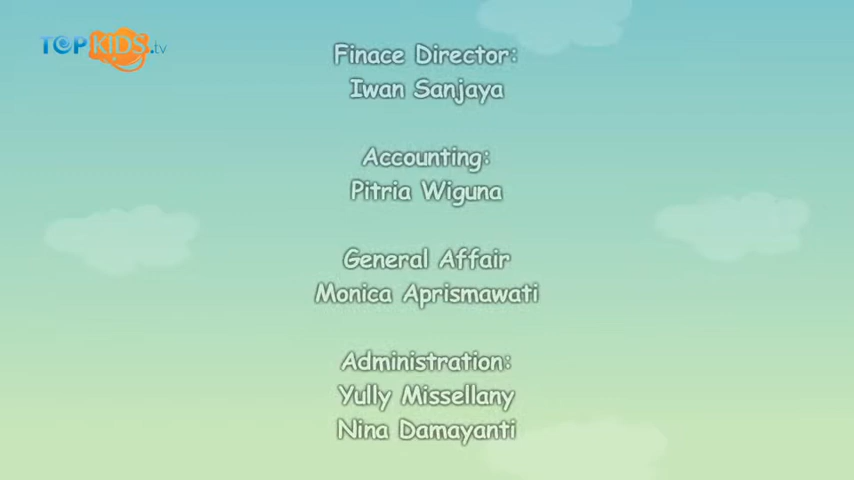 TOPKIDS.tv
Finace Director:
Iwan Sanjaya
Accounting:
Pitria Wiguna
General Affair
Monica Aprismawati
Administration:
Yully Missellany
Nina Damayanti